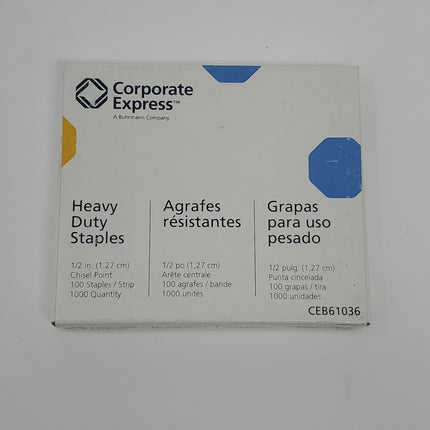 Corporate
Express™
A Buhrmann Company
Heavy
Duty
Staples
1/2 in. (1.27 cm)
Chisel Point
100 Staples / Strip
1000 Quantity
Agrafes
résistantes
1/2 po (1,27 cm)
Arête centrale
100 agrafes / bande
1000 unités
Grapas
para uso
pesado
1/2 pulg. (1,27 cm)
Punta cincelada
100 grapas / tira
1000 unidades
CEB61036